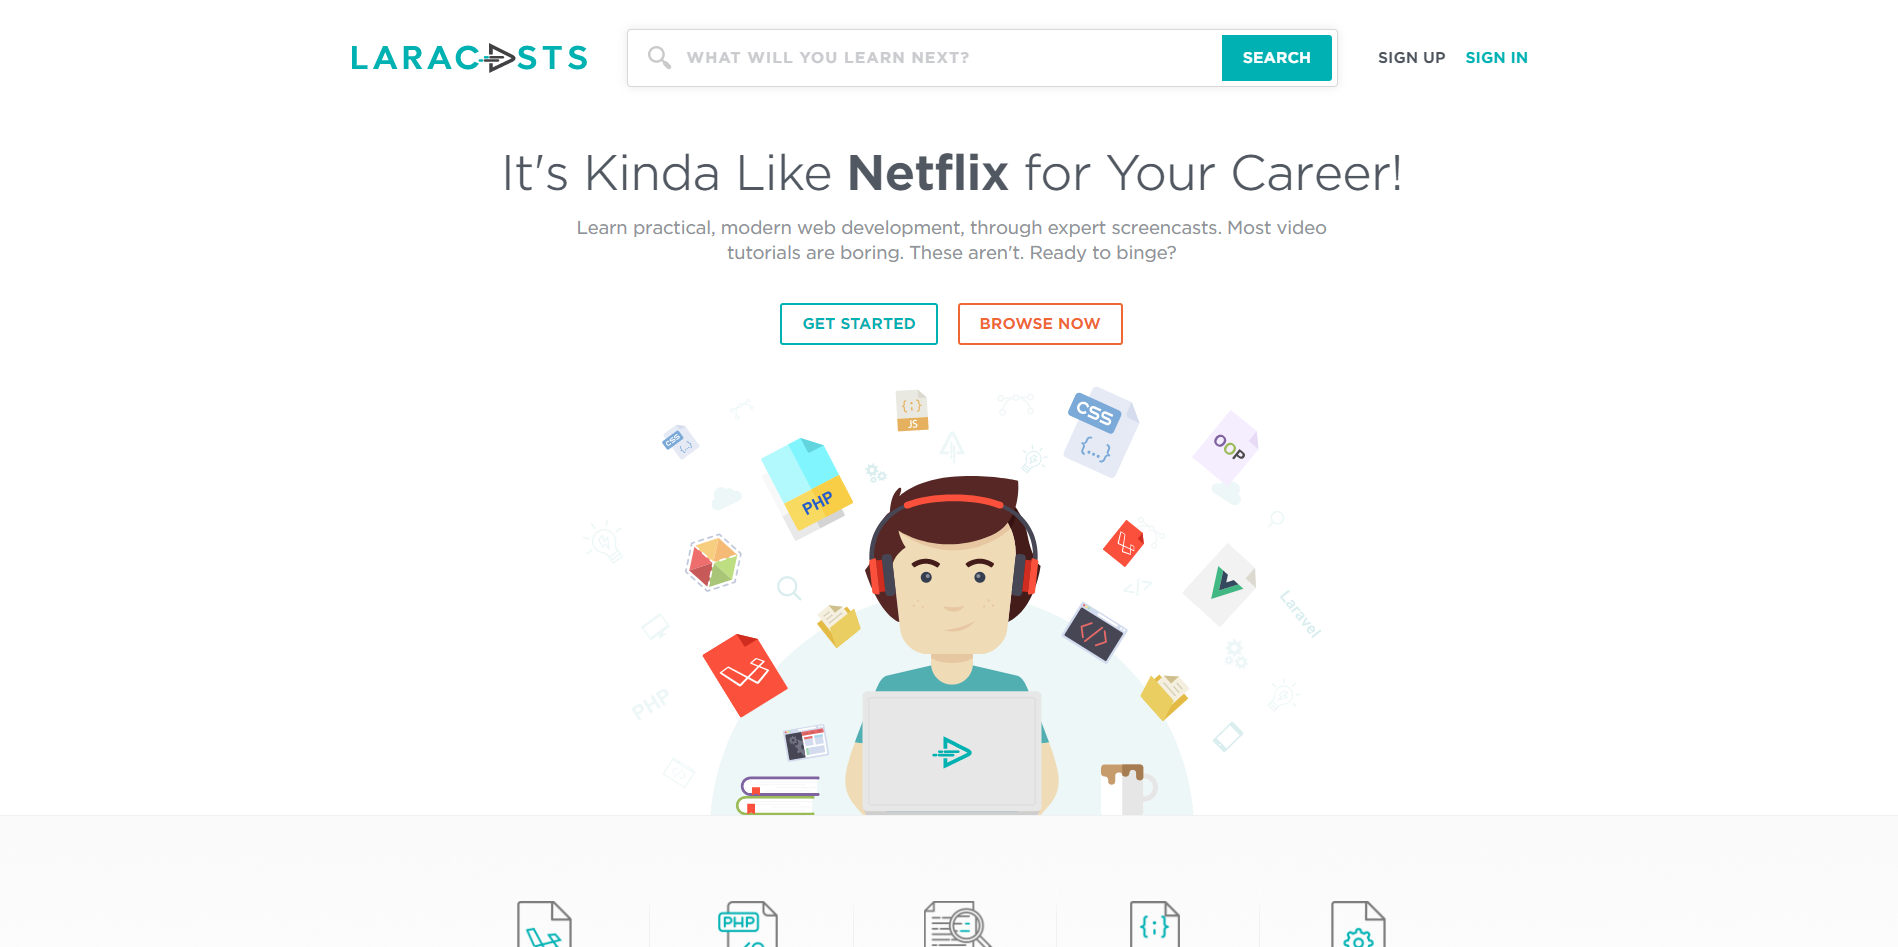 LARACASTS
WHAT WILL YOU LEARN NEXT?
SEARCH
SIGN UP
SIGN IN
It's Kinda Like Netflix for Your Career!
Learn practical, modern web development, through expert screencasts. Most video
tutorials are boring. These aren't. Ready to binge?
GET STARTED
BROWSE NOW
{;}
JS
CSS
{...}
CSS
{...}
OOP
PHP
</>
</>
Laravel
PHP
</>
PHP
{;}